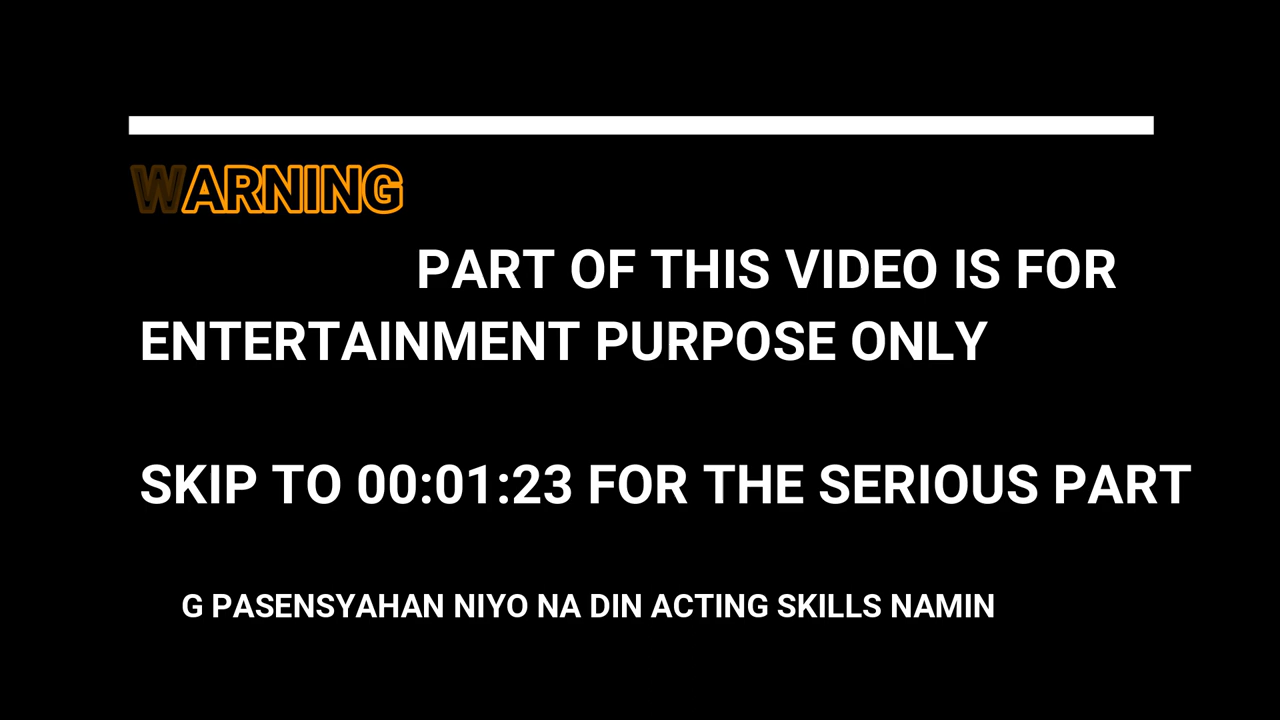 WARNING
PART OF THIS VIDEO IS FOR
ENTERTAINMENT PURPOSE ONLY
SKIP TO 00:01:23 FOR THE SERIOUS PART
G PASENSYAHAN NIYO NA DIN ACTING SKILLS NAMIN